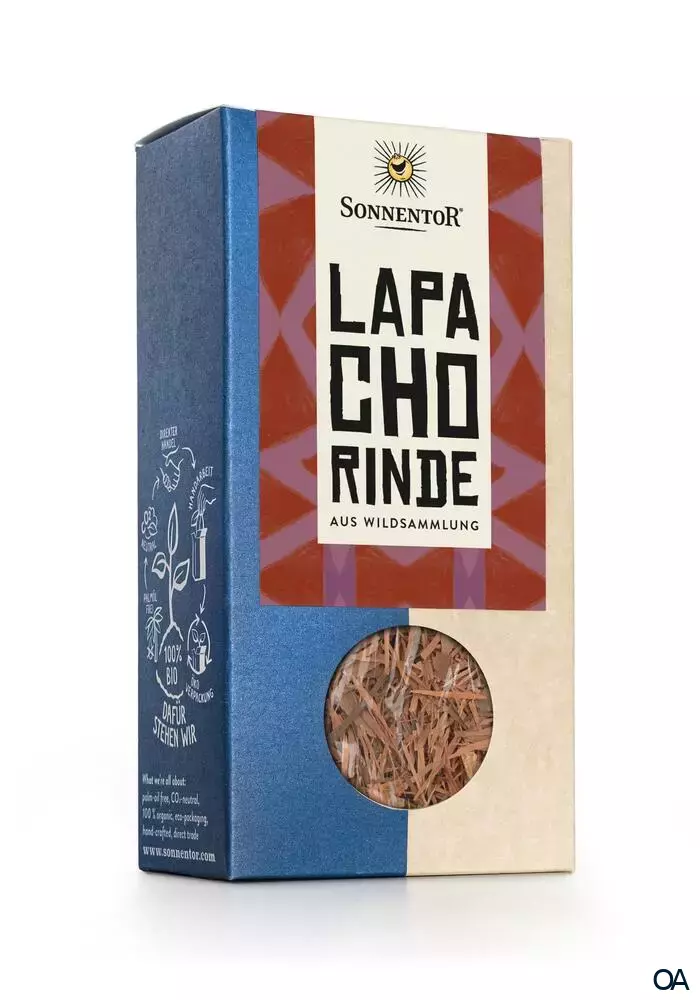 SONNENTOR®
LAPA
CHO
RINDE
AUS WILDSAMMLUNG
DIREKTER
HANDEL
HANDARBEIT
NEUTRAL
PALMÖL
FREI
100%
BIO
ÖKO
VERPACKUNG
DAFÜR
STEHEN WIR
What we're all about:
palm-oil free, CO₂-neutral,
100 % organic, eco-packaging,
hand-crafted, direct trade
www.sonnentor.com
OA